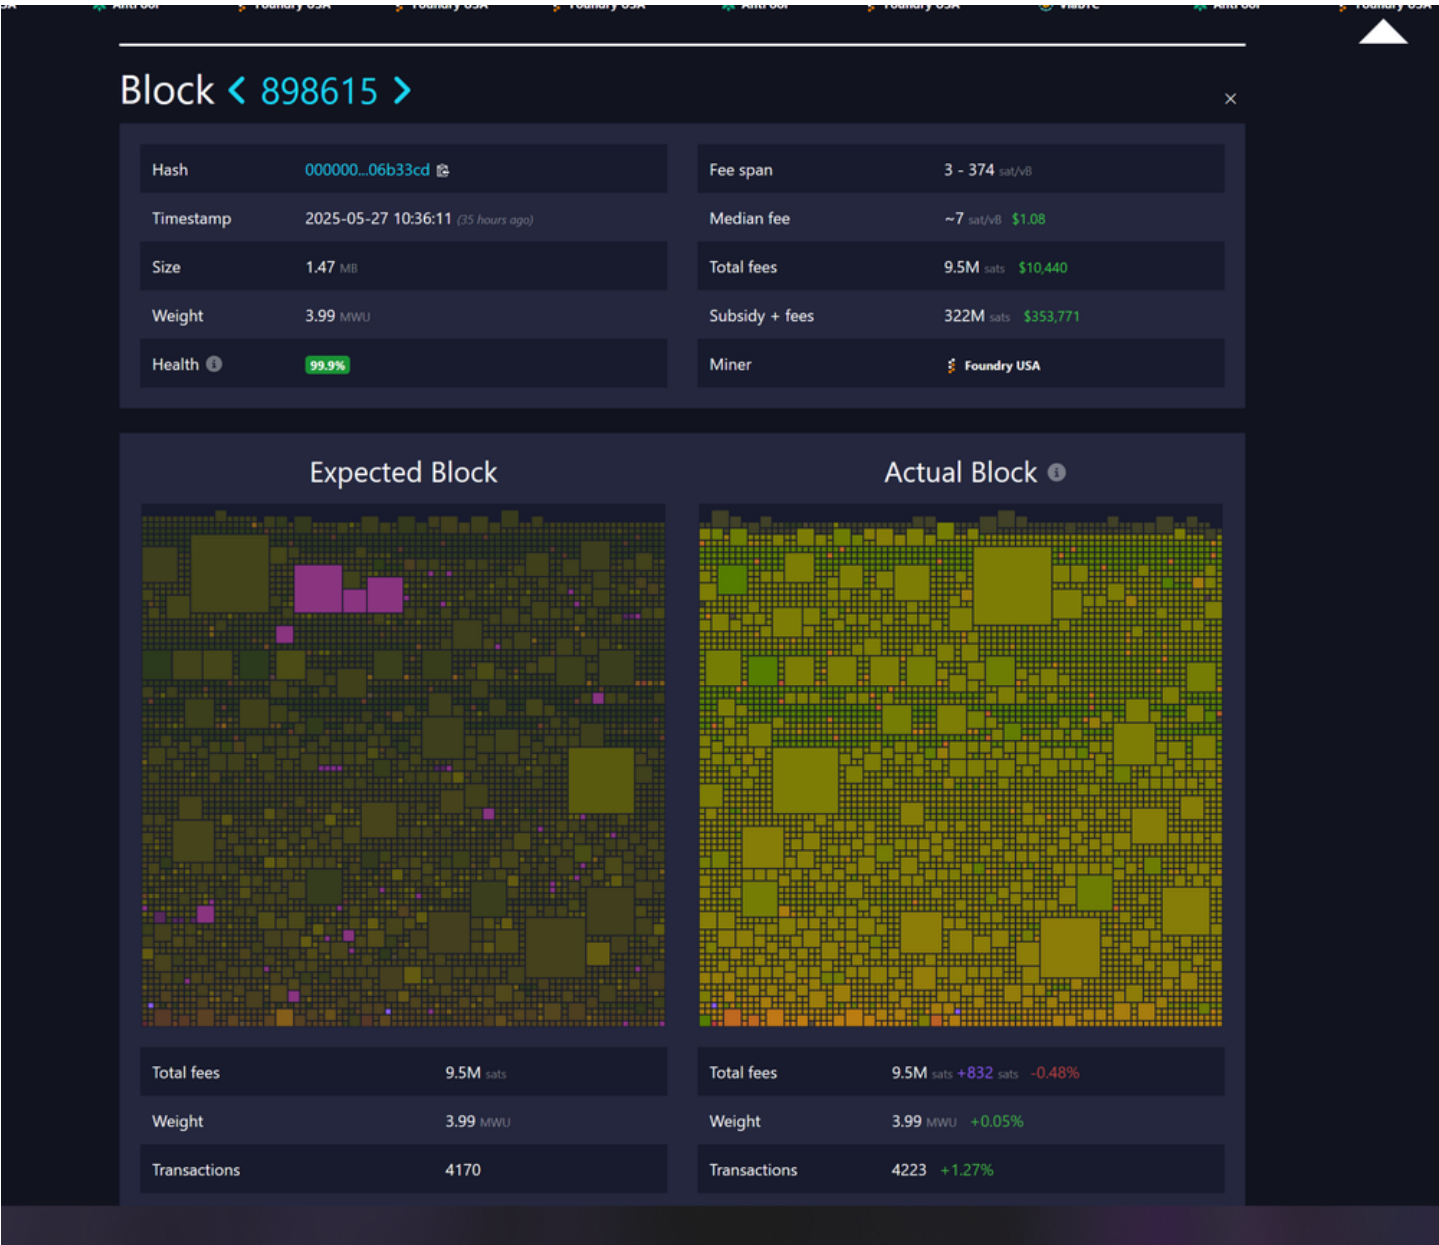 Block < 898615 >
×
Hash 000000...06b33cd
Timestamp 2025-05-27 10:36:11 (35 hours ago)
Size 1.47 MB
Weight 3.99 MWU
Health 99.9%
Fee span 3 - 374 sat/vB
Median fee ~7 sat/vB $1.08
Total fees 9.5M sats $10,440
Subsidy + fees 322M sats $353,771
Miner Foundry USA
Expected Block
Total fees 9.5M sats
Weight 3.99 MWU
Transactions 4170
Actual Block
Total fees 9.5M sats +832 sats -0.48%
Weight 3.99 MWU +0.05%
Transactions 4223 +1.27%